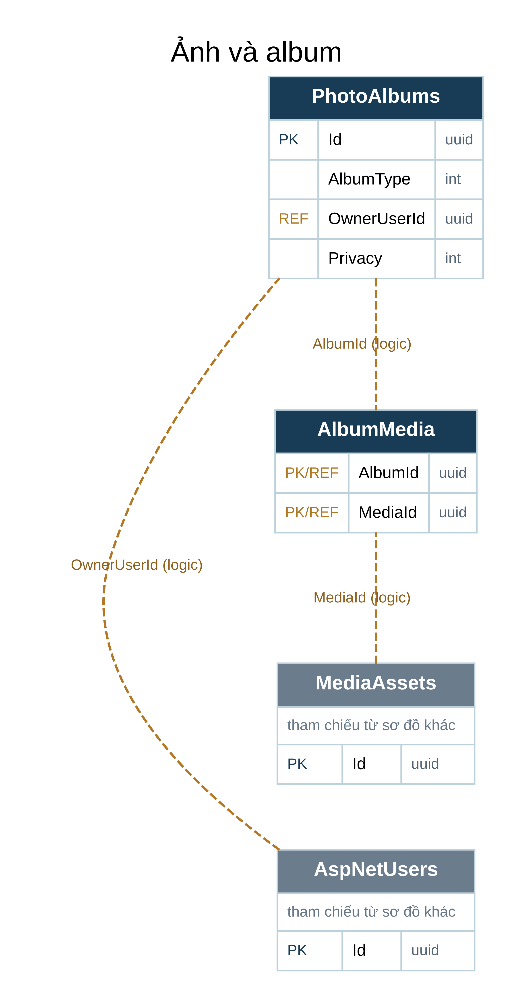 Ảnh và album
PhotoAlbums
PK Id uuid
AlbumType int
REF OwnerUserId uuid
Privacy int
AlbumId (logic)
AlbumMedia
PK/REF AlbumId uuid
PK/REF MediaId uuid
OwnerUserId (logic)
MediaId (logic)
MediaAssets
tham chiếu từ sơ đồ khác
PK Id uuid
AspNetUsers
tham chiếu từ sơ đồ khác
PK Id uuid